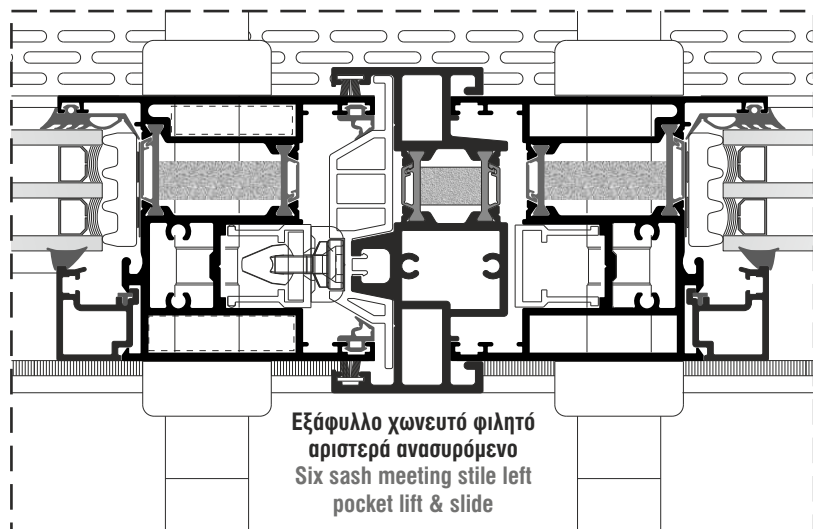 Εξάφυλλο χωνευτό φιλητό
αριστερά ανασυρόμενο
Six sash meeting stile left
pocket lift & slide